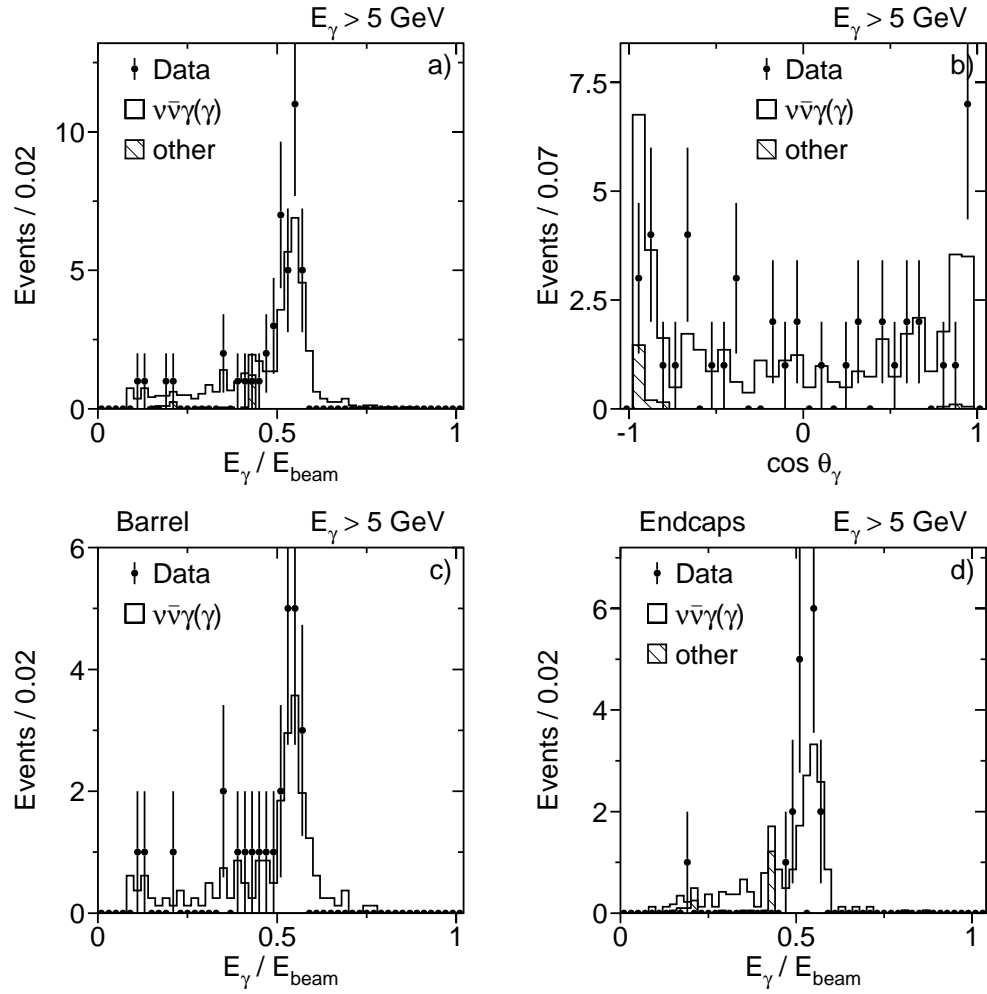 E_γ > 5 GeV
a)
Data
νν̄γ(γ)
other
Events / 0.02
10
5
0
0 0.5 1
E_γ / E_beam
E_γ > 5 GeV
b)
Data
νν̄γ(γ)
other
Events / 0.07
7.5
5
2.5
0
-1 0 1
cos θ_γ
Barrel E_γ > 5 GeV
c)
Data
νν̄γ(γ)
Events / 0.02
6
4
2
0
0 0.5 1
E_γ / E_beam
Endcaps E_γ > 5 GeV
d)
Data
νν̄γ(γ)
other
Events / 0.02
6
4
2
0
0 0.5 1
E_γ / E_beam